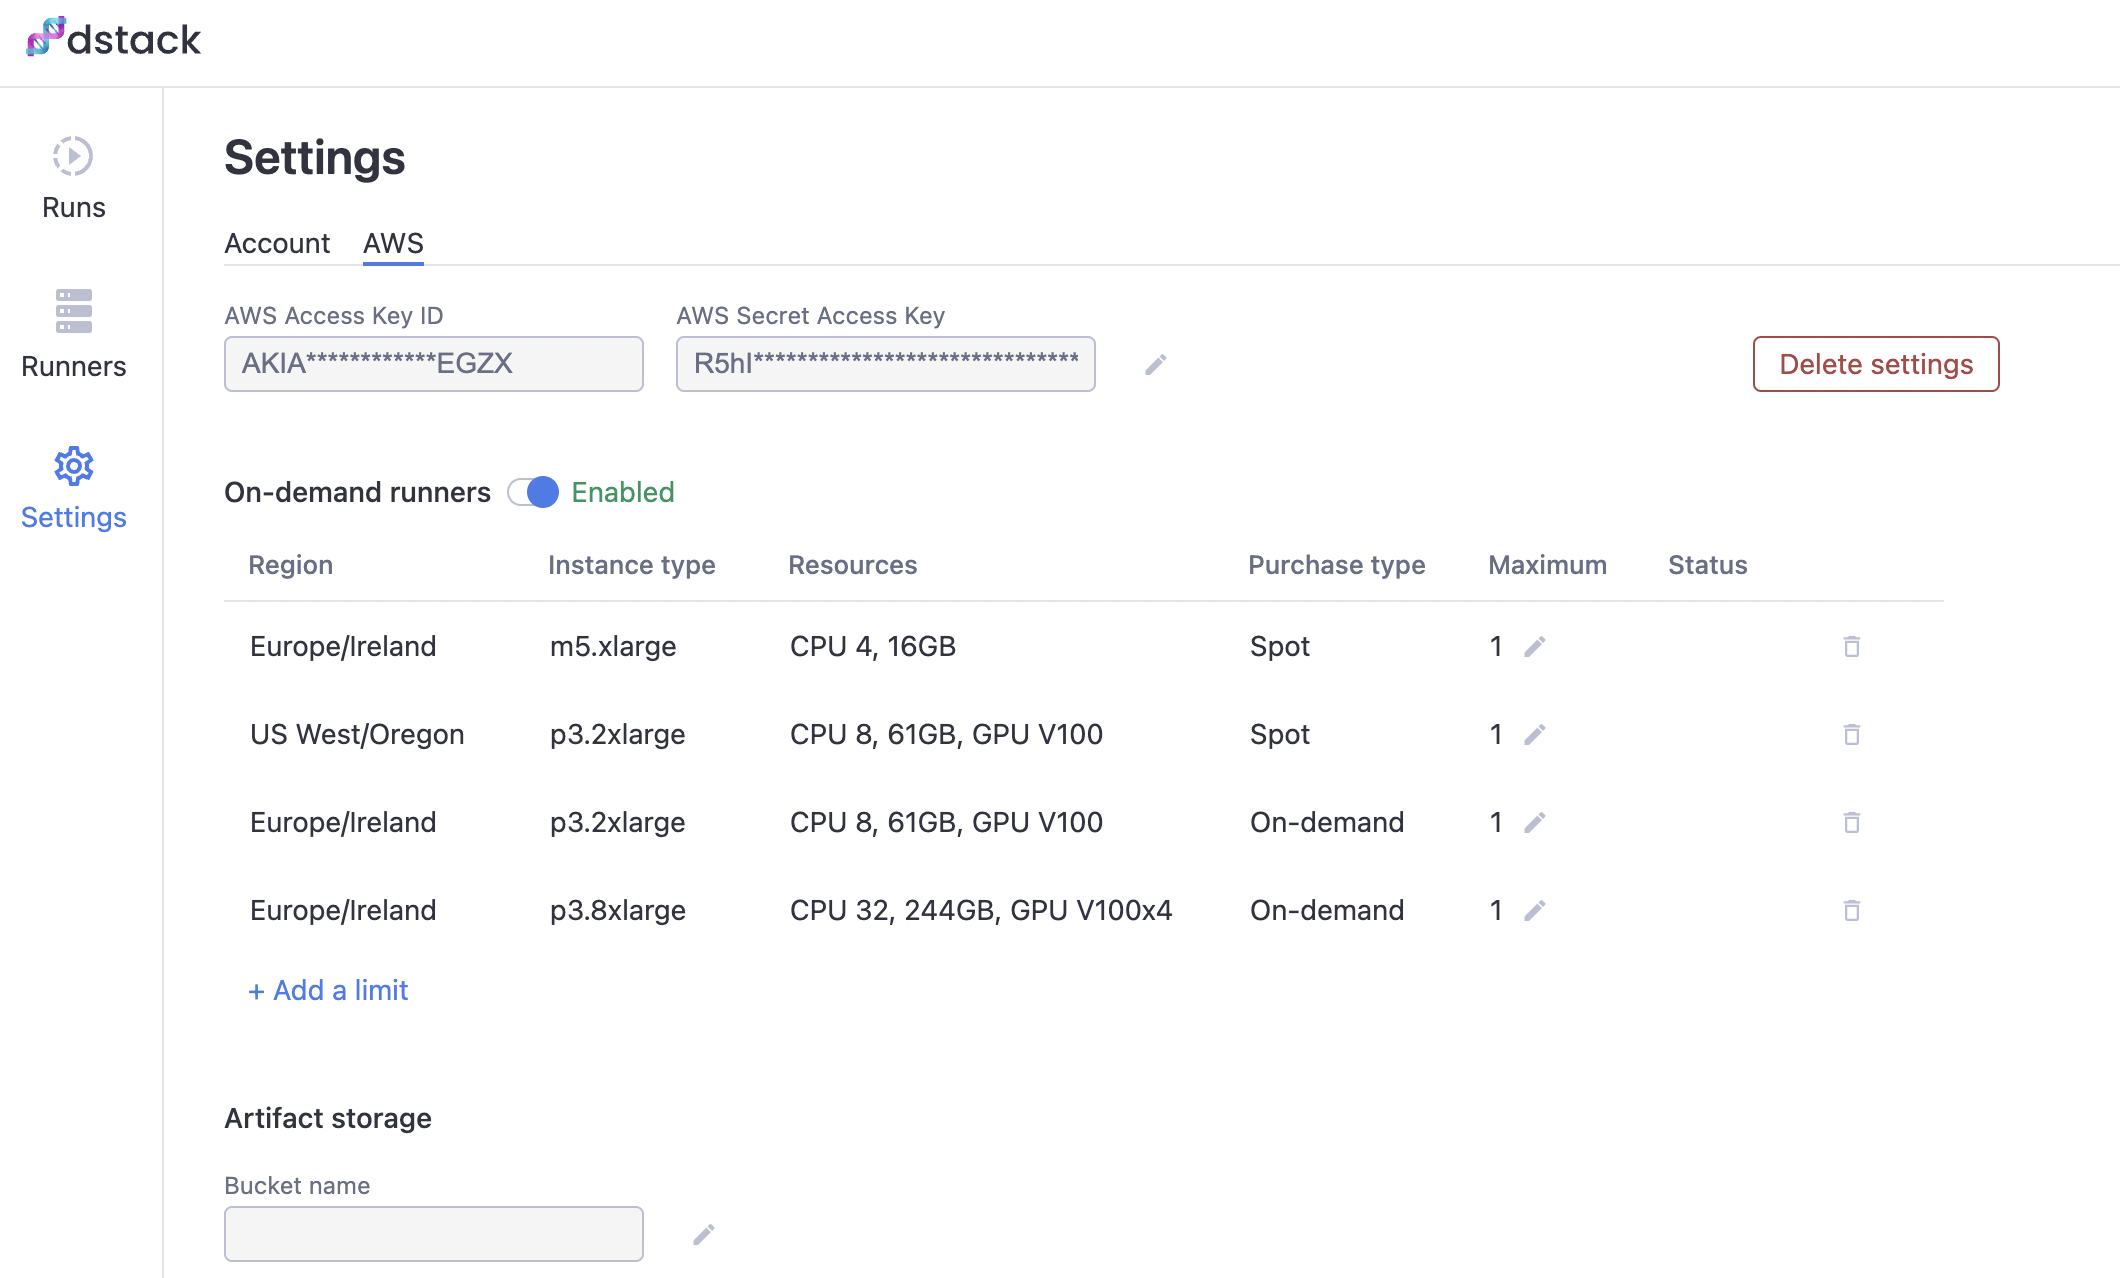 dstack
Runs
Runners
Settings
Settings
Account AWS
AWS Access Key ID AWS Secret Access Key
AKIA************EGZX R5hI****************************** Delete settings
On-demand runners Enabled
Region Instance type Resources Purchase type Maximum Status
Europe/Ireland m5.xlarge CPU 4, 16GB Spot 1
US West/Oregon p3.2xlarge CPU 8, 61GB, GPU V100 Spot 1
Europe/Ireland p3.2xlarge CPU 8, 61GB, GPU V100 On-demand 1
Europe/Ireland p3.8xlarge CPU 32, 244GB, GPU V100x4 On-demand 1
+ Add a limit
Artifact storage
Bucket name